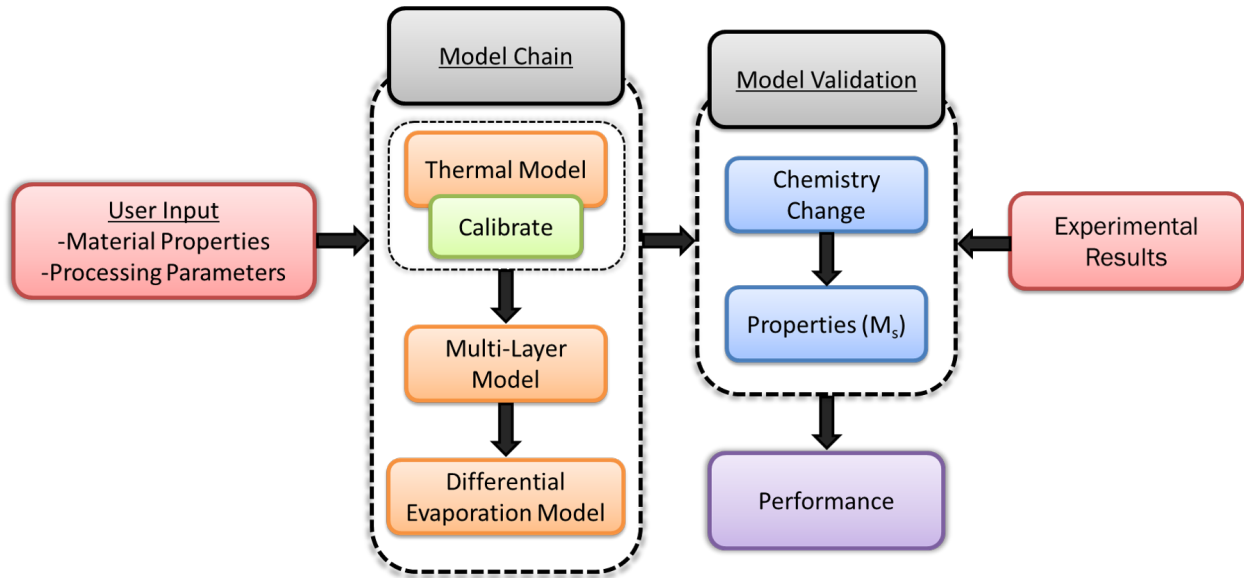 User Input
-Material Properties
-Processing Parameters
Model Chain
Thermal Model
Calibrate
Multi-Layer
Model
Differential
Evaporation Model
Model Validation
Chemistry
Change
Properties (Mₛ)
Performance
Experimental
Results